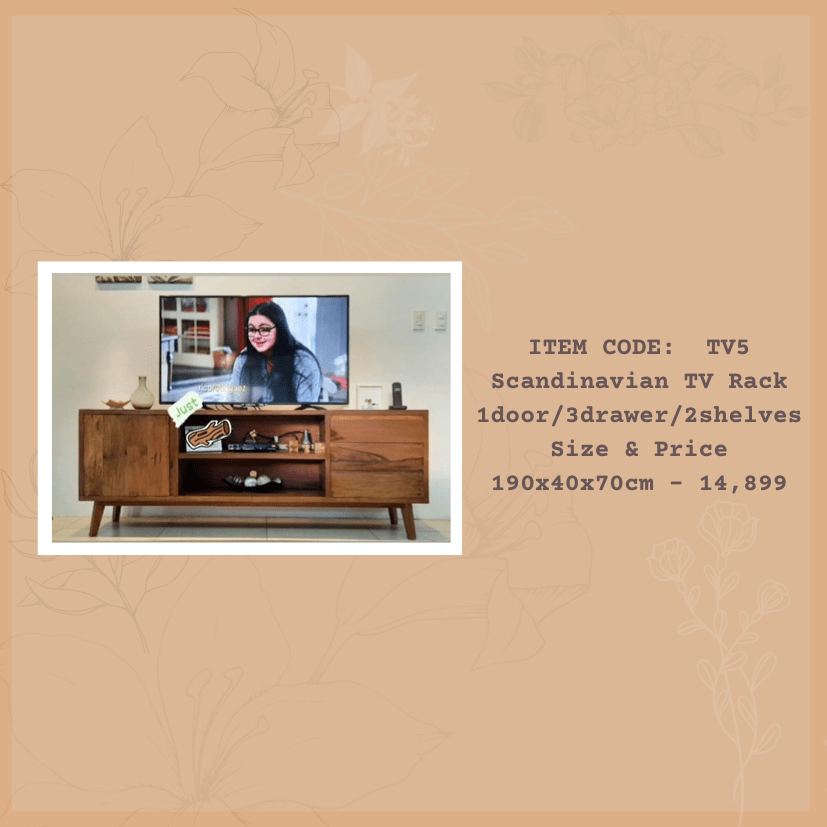 Just
ITEM CODE:  TV5
Scandinavian TV Rack
1door/3drawer/2shelves
Size & Price
190x40x70cm - 14,899